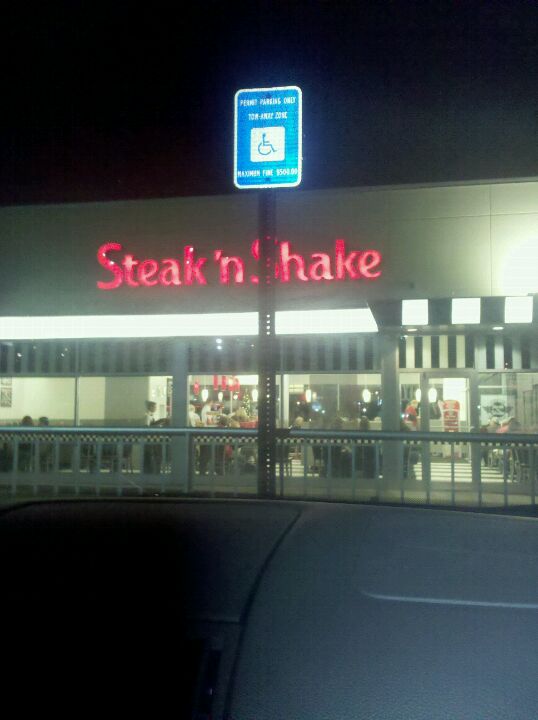 PERMIT PARKING ONLY
TOW-AWAY ZONE
MAXIMUM FINE $500.00
Steak 'n Shake